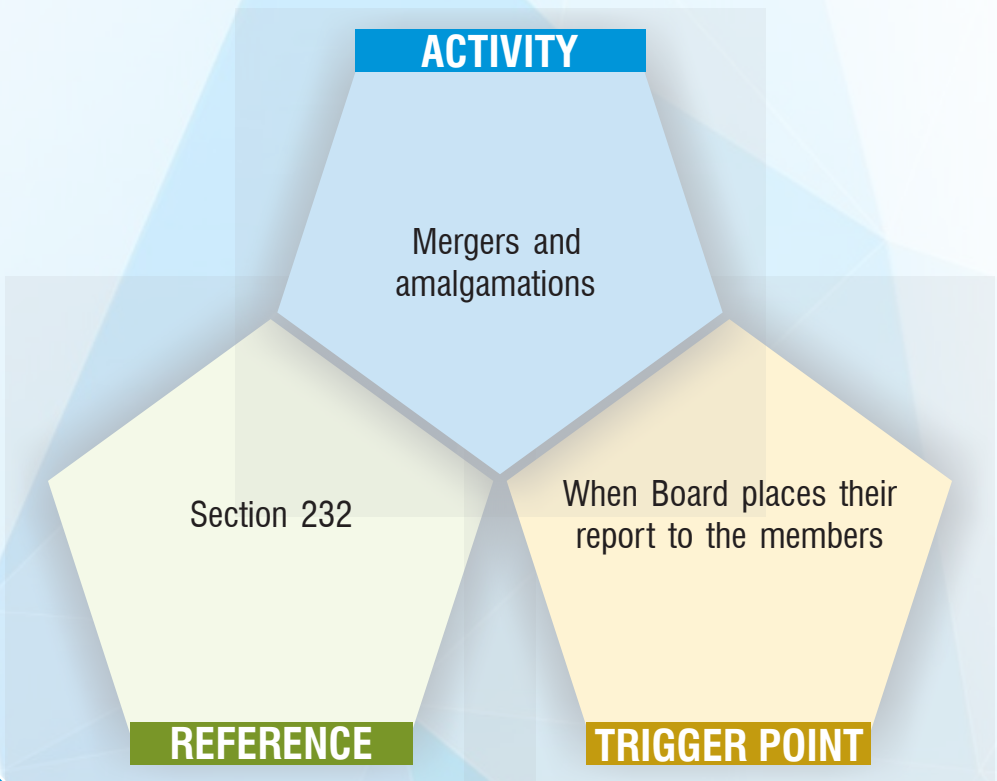 ACTIVITY
Mergers and
amalgamations
Section 232
REFERENCE
When Board places their
report to the members
TRIGGER POINT